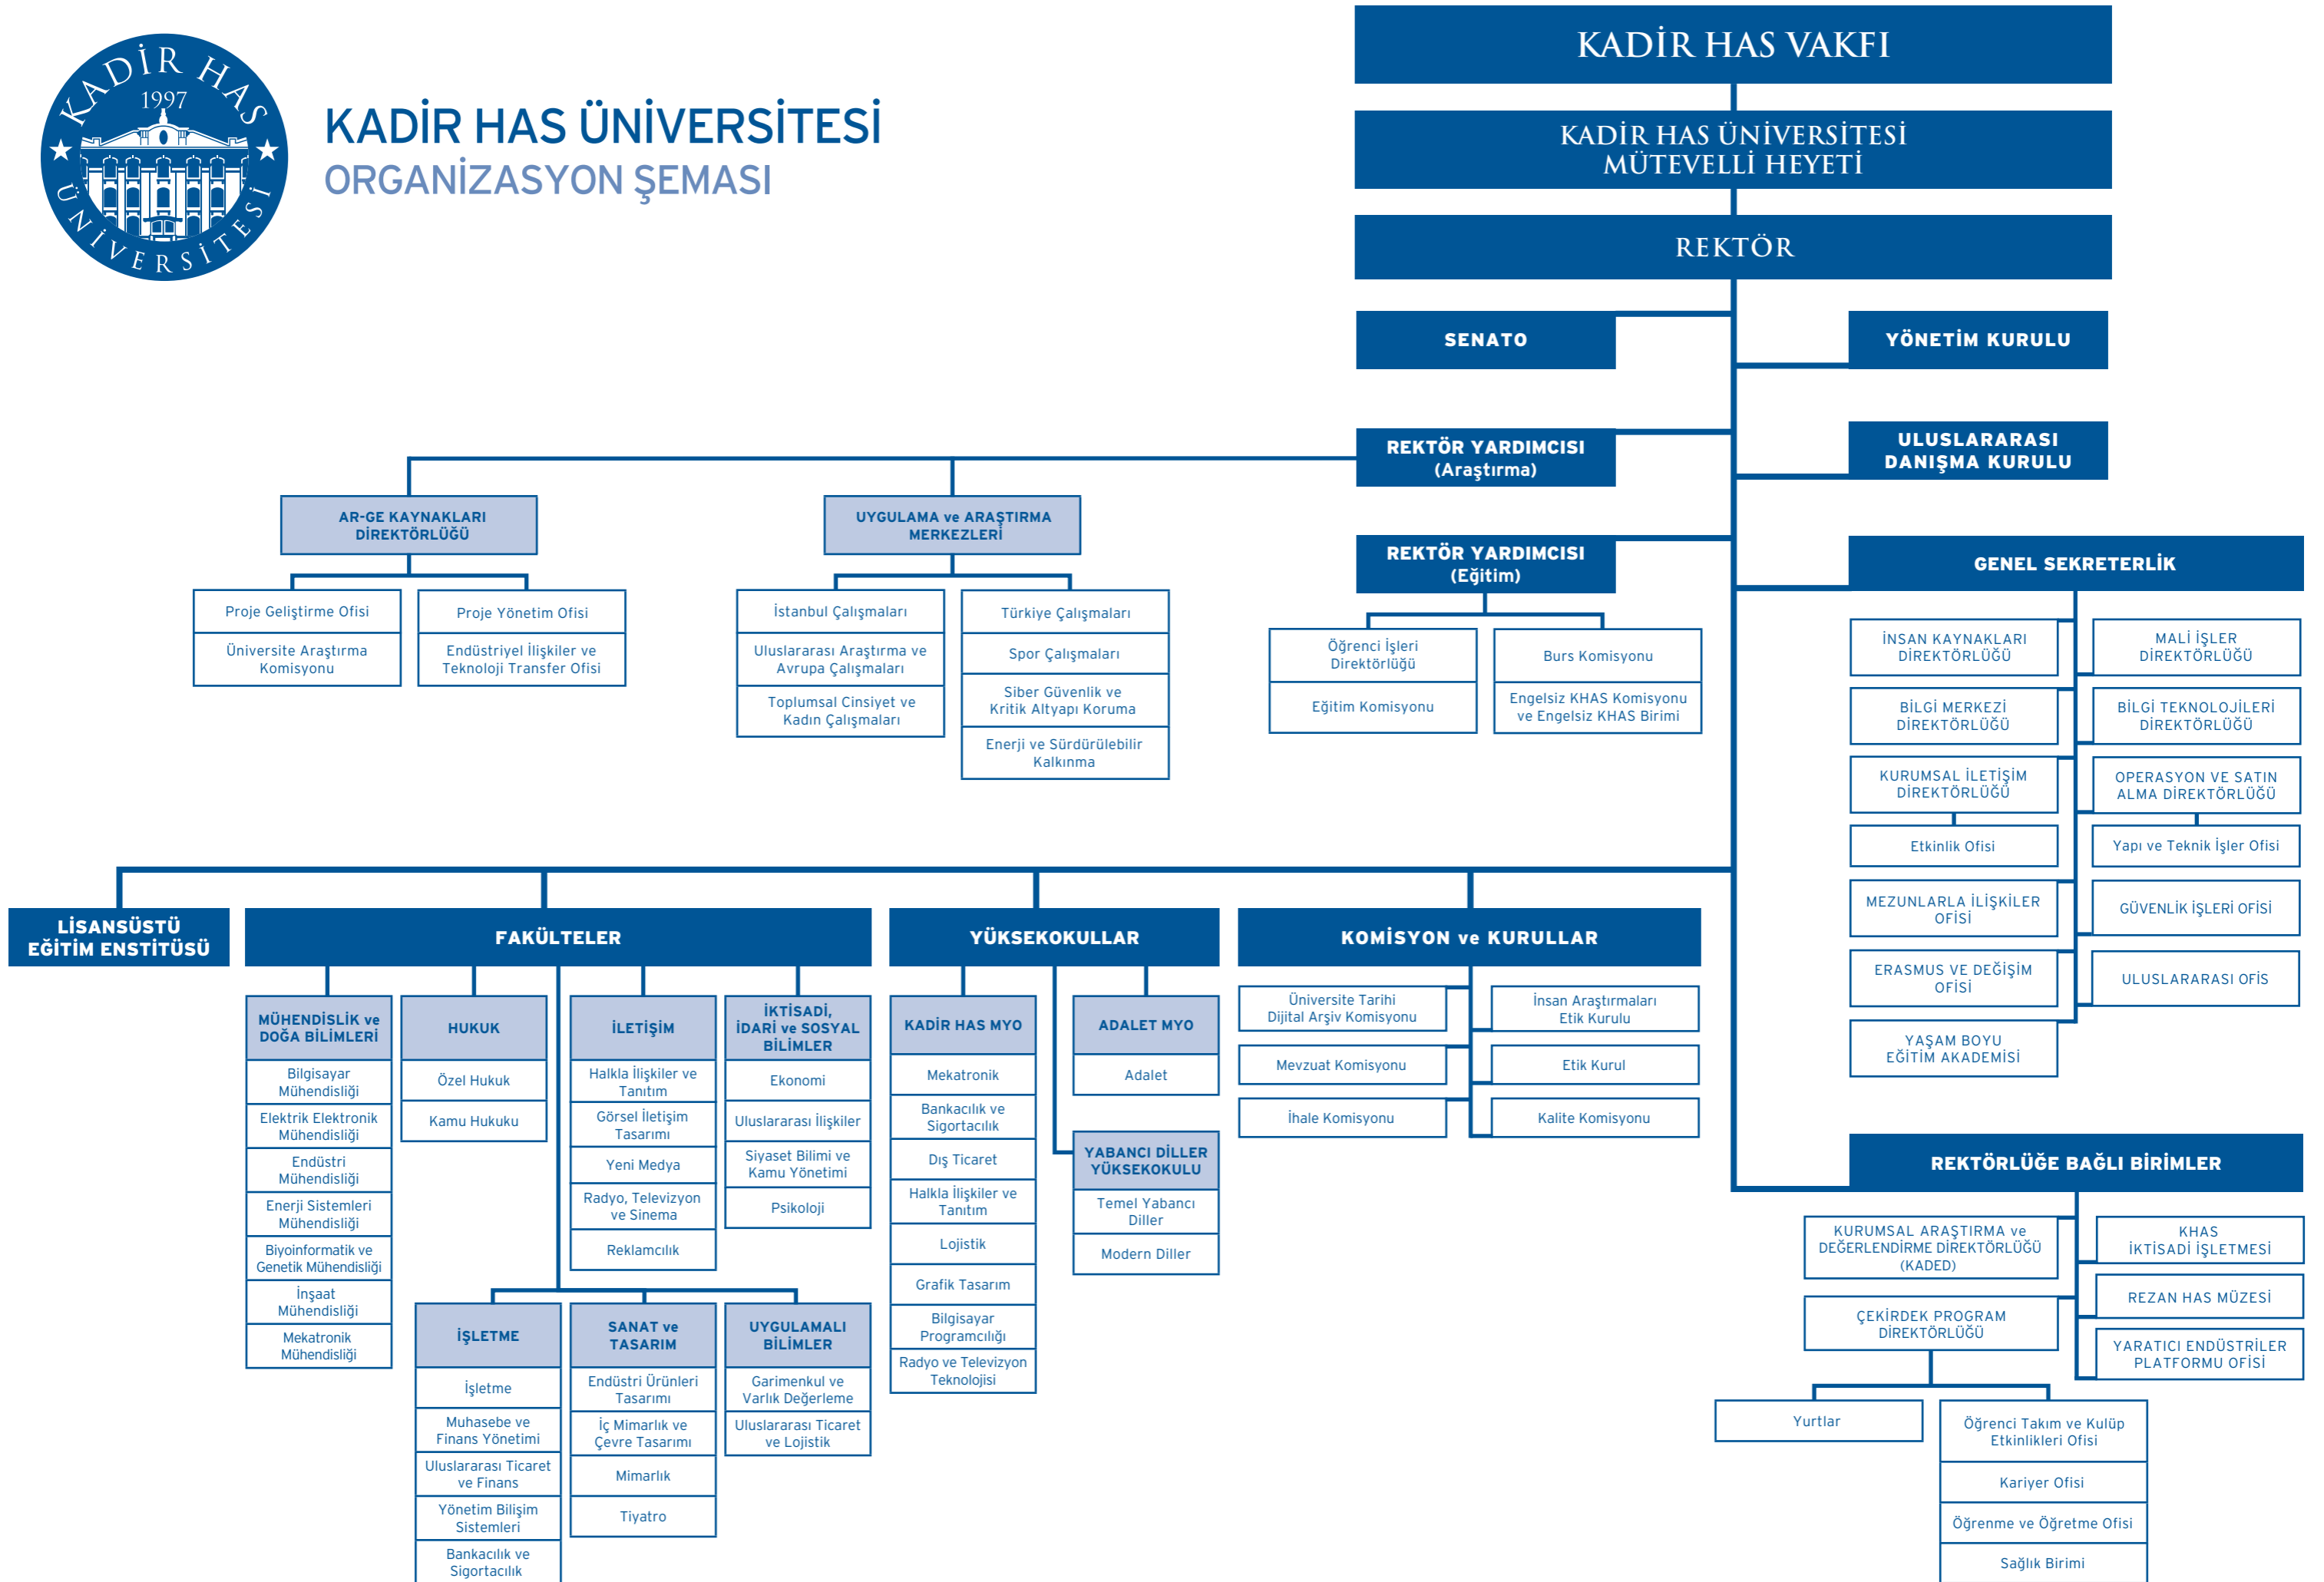 KADİR HAS
1997
ÜNİVERSİTESİ
KADİR HAS ÜNİVERSİTESİ
ORGANİZASYON ŞEMASI
KADİR HAS VAKFI
KADİR HAS ÜNİVERSİTESİ
MÜTEVELLİ HEYETİ
REKTÖR
SENATO
YÖNETİM KURULU
REKTÖR YARDIMCISI
(Araştırma)
ULUSLARARASI
DANIŞMA KURULU
AR-GE KAYNAKLARI
DİREKTÖRLÜĞÜ
Proje Geliştirme Ofisi
Üniversite Araştırma
Komisyonu
Proje Yönetim Ofisi
Endüstriyel İlişkiler ve
Teknoloji Transfer Ofisi
UYGULAMA ve ARAŞTIRMA
MERKEZLERİ
İstanbul Çalışmaları
Uluslararası Araştırma ve
Avrupa Çalışmaları
Toplumsal Cinsiyet ve
Kadın Çalışmaları
Türkiye Çalışmaları
Spor Çalışmaları
Siber Güvenlik ve
Kritik Altyapı Koruma
Enerji ve Sürdürülebilir
Kalkınma
REKTÖR YARDIMCISI
(Eğitim)
Öğrenci İşleri
Direktörlüğü
Eğitim Komisyonu
Burs Komisyonu
Engelsiz KHAS Komisyonu
ve Engelsiz KHAS Birimi
GENEL SEKRETERLİK
İNSAN KAYNAKLARI
DİREKTÖRLÜĞÜ
MALİ İŞLER
DİREKTÖRLÜĞÜ
BİLGİ MERKEZİ
DİREKTÖRLÜĞÜ
BİLGİ TEKNOLOJİLERİ
DİREKTÖRLÜĞÜ
KURUMSAL İLETİŞİM
DİREKTÖRLÜĞÜ
OPERASYON VE SATIN
ALMA DİREKTÖRLÜĞÜ
Etkinlik Ofisi
Yapı ve Teknik İşler Ofisi
MEZUNLARLA İLİŞKİLER
OFİSİ
GÜVENLİK İŞLERİ OFİSİ
ERASMUS VE DEĞİŞİM
OFİSİ
ULUSLARARASI OFİS
YAŞAM BOYU
EĞİTİM AKADEMİSİ
LİSANSÜSTÜ
EĞİTİM ENSTİTÜSÜ
FAKÜLTELER
MÜHENDİSLİK ve
DOĞA BİLİMLERİ
Bilgisayar
Mühendisliği
Elektrik Elektronik
Mühendisliği
Endüstri
Mühendisliği
Enerji Sistemleri
Mühendisliği
Biyoinformatik ve
Genetik Mühendisliği
İnşaat
Mühendisliği
Mekatronik
Mühendisliği
HUKUK
Özel Hukuk
Kamu Hukuku
İLETİŞİM
Halkla İlişkiler ve
Tanıtım
Görsel İletişim
Tasarımı
Yeni Medya
Radyo, Televizyon
ve Sinema
Reklamcılık
İKTİSADİ,
İDARİ ve SOSYAL
BİLİMLER
Ekonomi
Uluslararası İlişkiler
Siyaset Bilimi ve
Kamu Yönetimi
Psikoloji
İŞLETME
İşletme
Muhasebe ve
Finans Yönetimi
Uluslararası Ticaret
ve Finans
Yönetim Bilişim
Sistemleri
Bankacılık ve
Sigortacılık
SANAT ve
TASARIM
Endüstri Ürünleri
Tasarımı
İç Mimarlık ve
Çevre Tasarımı
Mimarlık
Tiyatro
UYGULAMALI
BİLİMLER
Garimenkul ve
Varlık Değerleme
Uluslararası Ticaret
ve Lojistik
YÜKSEKOKULLAR
KADİR HAS MYO
Mekatronik
Bankacılık ve
Sigortacılık
Dış Ticaret
Halkla İlişkiler ve
Tanıtım
Lojistik
Grafik Tasarım
Bilgisayar
Programcılığı
Radyo ve Televizyon
Teknolojisi
ADALET MYO
Adalet
YABANCI DİLLER
YÜKSEKOKULU
Temel Yabancı
Diller
Modern Diller
KOMİSYON ve KURULLAR
Üniversite Tarihi
Dijital Arşiv Komisyonu
İnsan Araştırmaları
Etik Kurulu
Mevzuat Komisyonu
Etik Kurul
İhale Komisyonu
Kalite Komisyonu
REKTÖRLÜĞE BAĞLI BİRİMLER
KURUMSAL ARAŞTIRMA ve
DEĞERLENDİRME DİREKTÖRLÜĞÜ
(KADED)
KHAS
İKTİSADİ İŞLETMESİ
REZAN HAS MÜZESİ
ÇEKİRDEK PROGRAM
DİREKTÖRLÜĞÜ
YARATICI ENDÜSTRİLER
PLATFORMU OFİSİ
Yurtlar
Öğrenci Takım ve Kulüp
Etkinlikleri Ofisi
Kariyer Ofisi
Öğrenme ve Öğretme Ofisi
Sağlık Birimi